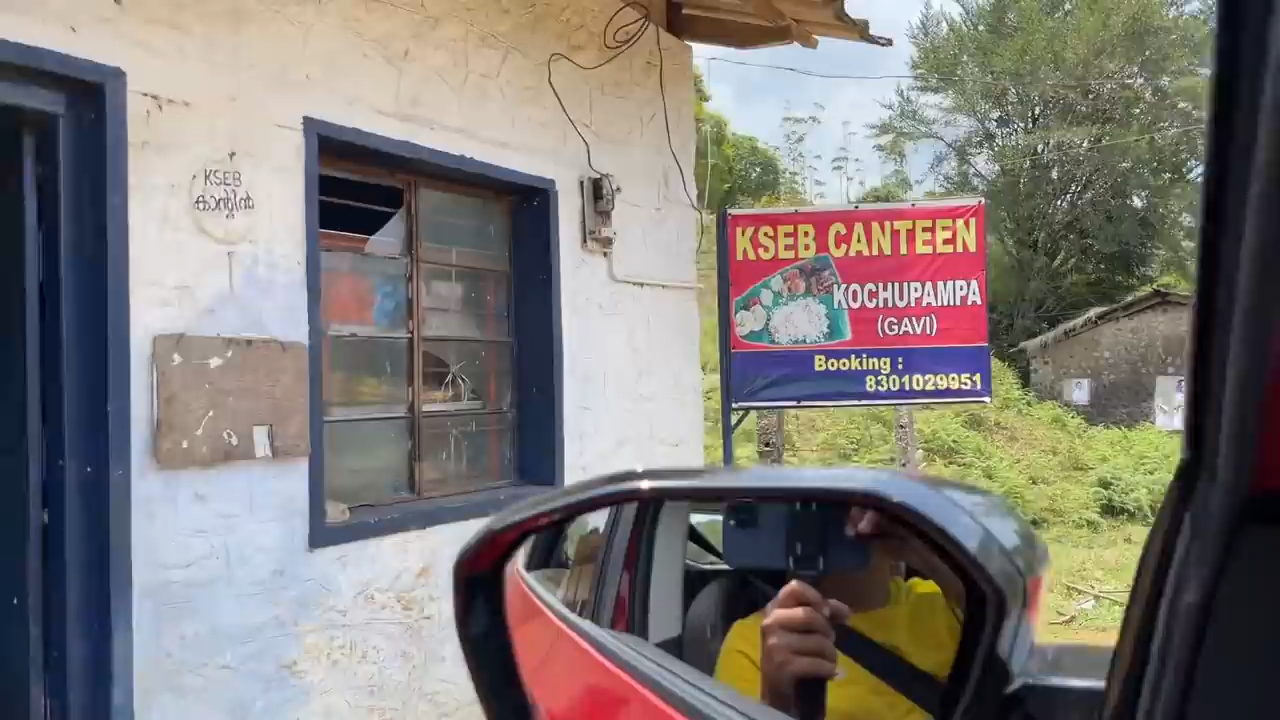 KSEB
കാന്റീൻ
KSEB CANTEEN
KOCHUPAMPA
(GAVI)
Booking :
8301029951